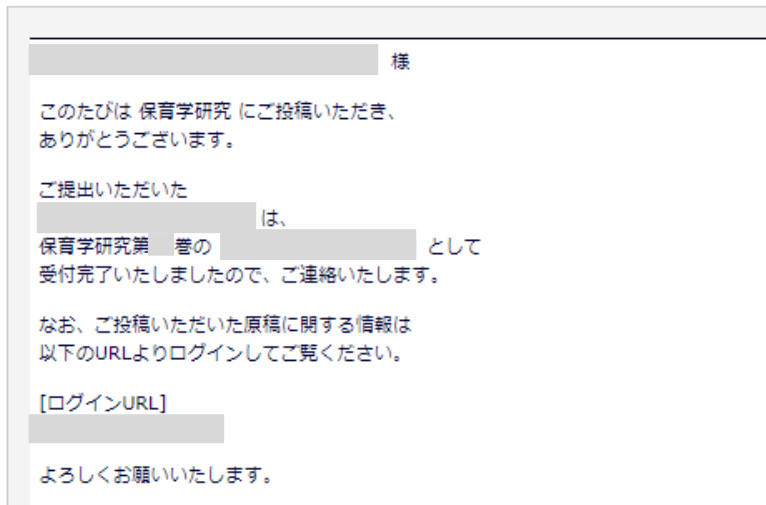 様
このたびは 保育学研究 にご投稿いただき、
ありがとうございます。
ご提出いただいた
は、
保育学研究第 巻の として
受付完了いたしましたので、ご連絡いたします。
なお、ご投稿いただいた原稿に関する情報は
以下のURLよりログインしてご覧ください。
[ログインURL]
よろしくお願いいたします。